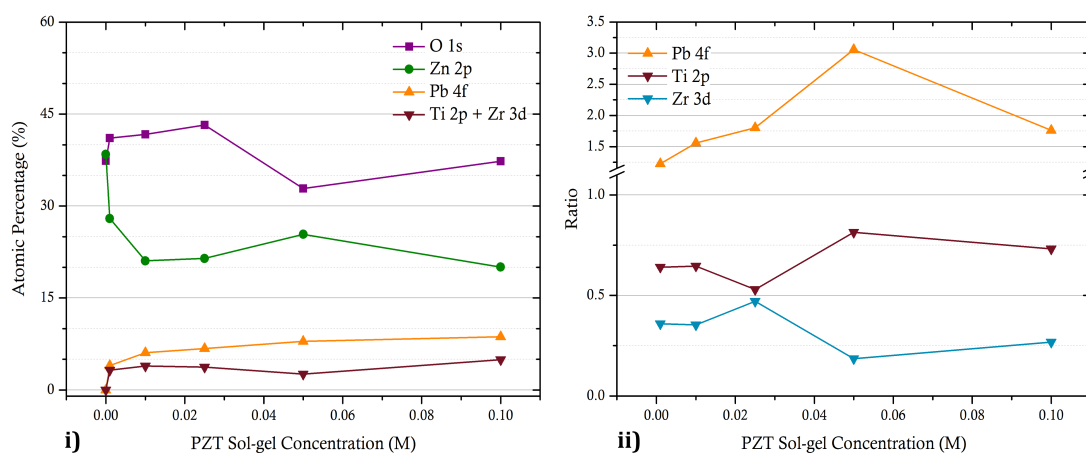 60
45
30
15
0
Atomic Percentage (%)
O 1s
Zn 2p
Pb 4f
Ti 2p + Zr 3d
0.00 0.02 0.04 0.06 0.08 0.10
PZT Sol-gel Concentration (M)
i)
3.5
3.0
2.5
2.0
1.5
1.0
0.5
0.0
Ratio
Pb 4f
Ti 2p
Zr 3d
0.00 0.02 0.04 0.06 0.08 0.10
PZT Sol-gel Concentration (M)
ii)